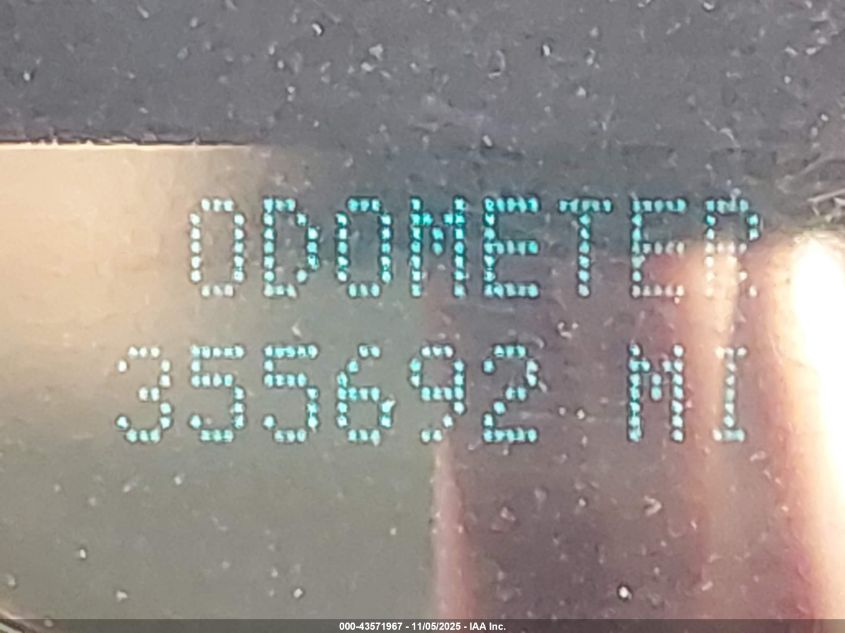 ODOMETER
355692 MI
000-43571967 - 11/05/2025 - IAA Inc.